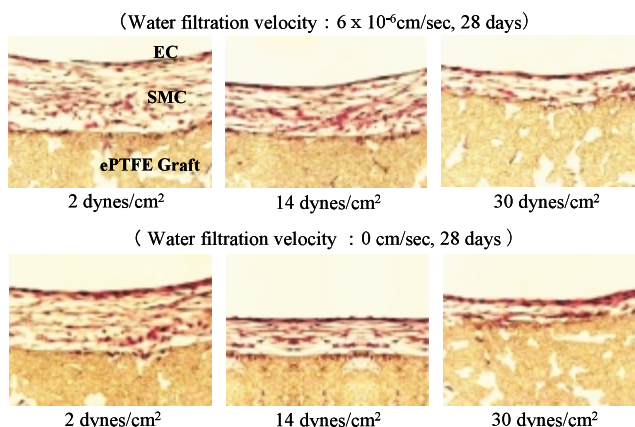 (Water filtration velocity : 6 x 10⁻⁶cm/sec, 28 days)
EC
SMC
ePTFE Graft
2 dynes/cm²
14 dynes/cm²
30 dynes/cm²
( Water filtration velocity : 0 cm/sec, 28 days )
2 dynes/cm²
14 dynes/cm²
30 dynes/cm²